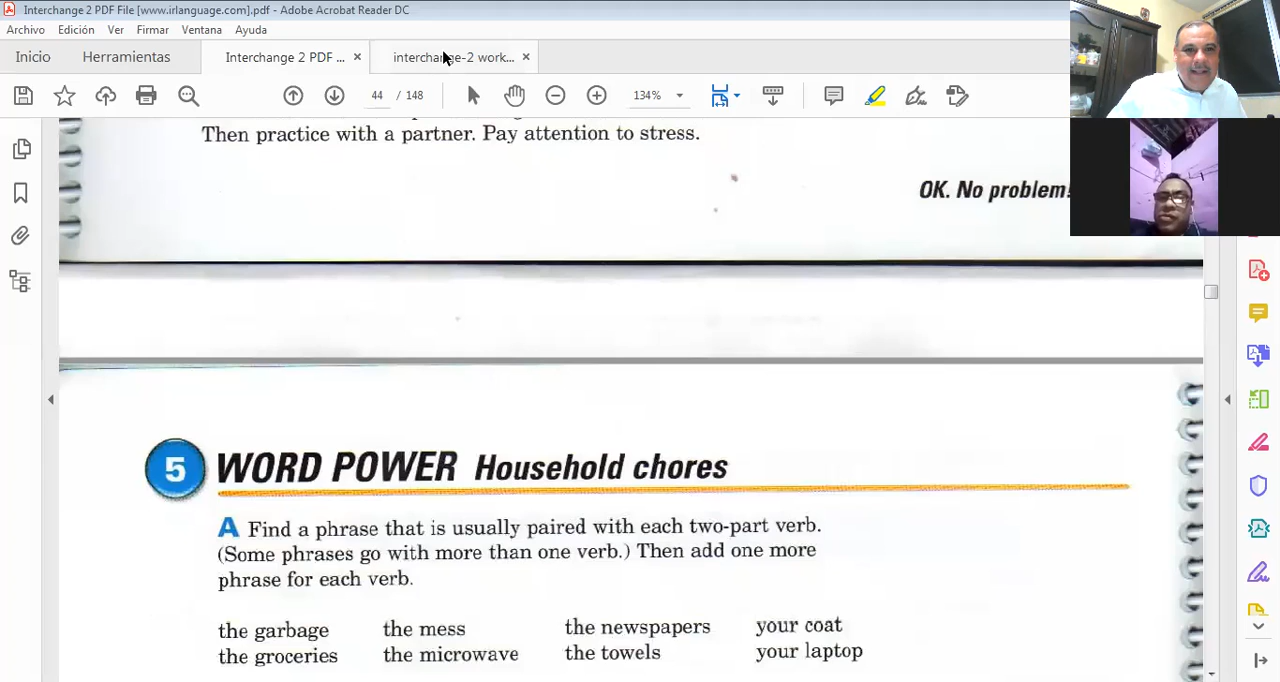 Interchange 2 PDF File [www.irlanguage.com].pdf - Adobe Acrobat Reader DC
Archivo Edición Ver Firmar Ventana Ayuda
Inicio Herramientas Interchange 2 PDF ... × interchange-2 work... ×
44 / 148 134%
Then practice with a partner. Pay attention to stress.
OK. No problem!
5 WORD POWER Household chores
A Find a phrase that is usually paired with each two-part verb.
(Some phrases go with more than one verb.) Then add one more
phrase for each verb.
the garbage the mess the newspapers your coat
the groceries the microwave the towels your laptop